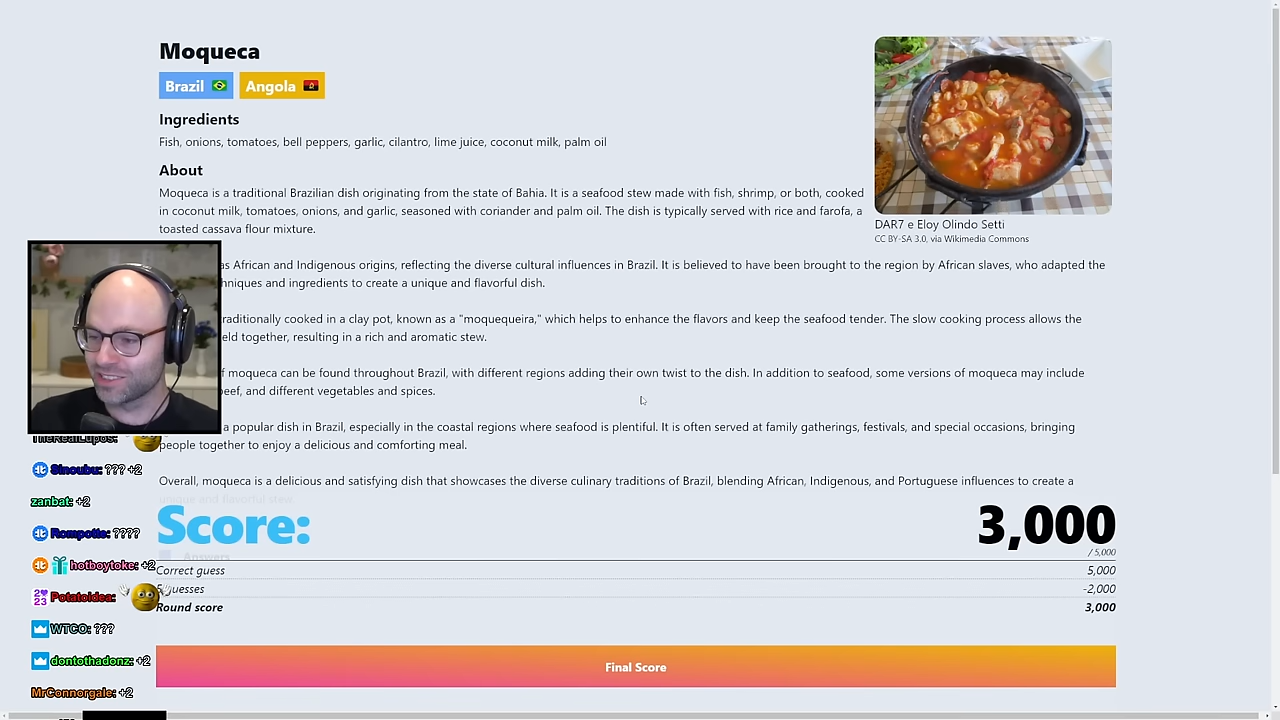 Moqueca
Brazil
Angola
Ingredients
Fish, onions, tomatoes, bell peppers, garlic, cilantro, lime juice, coconut milk, palm oil
About
Moqueca is a traditional Brazilian dish originating from the state of Bahia. It is a seafood stew made with fish, shrimp, or both, cooked
in coconut milk, tomatoes, onions, and garlic, seasoned with coriander and palm oil. The dish is typically served with rice and farofa, a
toasted cassava flour mixture.
DAR7 e Eloy Olindo Setti
CC BY-SA 3.0, via Wikimedia Commons
as African and Indigenous origins, reflecting the diverse cultural influences in Brazil. It is believed to have been brought to the region by African slaves, who adapted the
hniques and ingredients to create a unique and flavorful dish.
raditionally cooked in a clay pot, known as a "moquequeira," which helps to enhance the flavors and keep the seafood tender. The slow cooking process allows the
eld together, resulting in a rich and aromatic stew.
f moqueca can be found throughout Brazil, with different regions adding their own twist to the dish. In addition to seafood, some versions of moqueca may include
eef, and different vegetables and spices.
a popular dish in Brazil, especially in the coastal regions where seafood is plentiful. It is often served at family gatherings, festivals, and special occasions, bringing
people together to enjoy a delicious and comforting meal.
Overall, moqueca is a delicious and satisfying dish that showcases the diverse culinary traditions of Brazil, blending African, Indigenous, and Portuguese influences to create a
unique and flavorful stew.
Score: 3,000
/ 5,000
Answers
Correct guess 5,000
guesses -2,000
Round score 3,000
Final Score
TheRealLupos:
Sinoubu: ??? +2
zanbat: +2
Rompotte: ????
hotboytoke: +2
Potatoidea:
WTCO: ???
dontothadonz: +2
MrConnorgale: +2